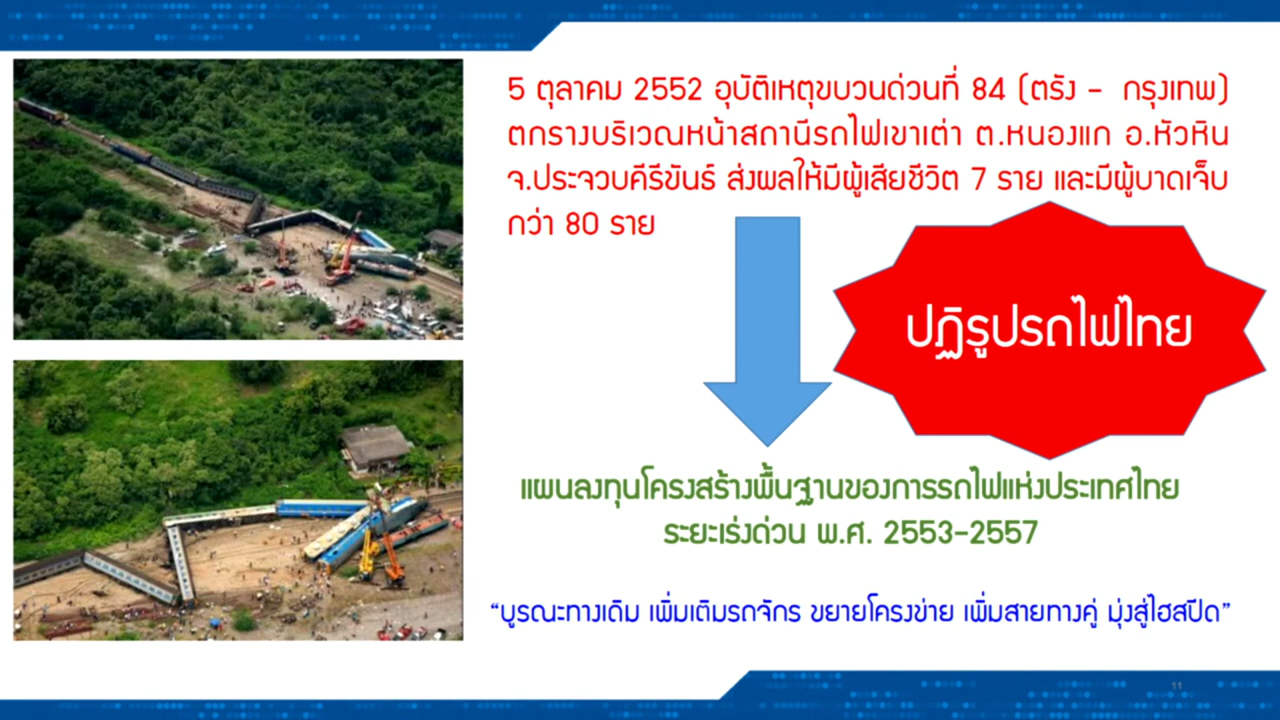 5 ตุลาคม 2552 อุบัติเหตุขบวนด่วนที่ 84 (ตรัง - กรุงเทพ)
ตกรางบริเวณหน้าสถานีรถไฟเขาเต่า ต.หนองแก อ.หัวหิน
จ.ประจวบคีรีขันธ์ ส่งผลให้มีผู้เสียชีวิต 7 ราย และมีผู้บาดเจ็บ
กว่า 80 ราย
ปฏิรูปรถไฟไทย
แผนลงทุนโครงสร้างพื้นฐานของการรถไฟแห่งประเทศไทย
ระยะเร่งด่วน พ.ศ. 2553-2557
“บูรณะทางเดิม เพิ่มเติมรถจักร ขยายโครงข่าย เพิ่มสายทางคู่ มุ่งสู่ไฮสปีด”
11